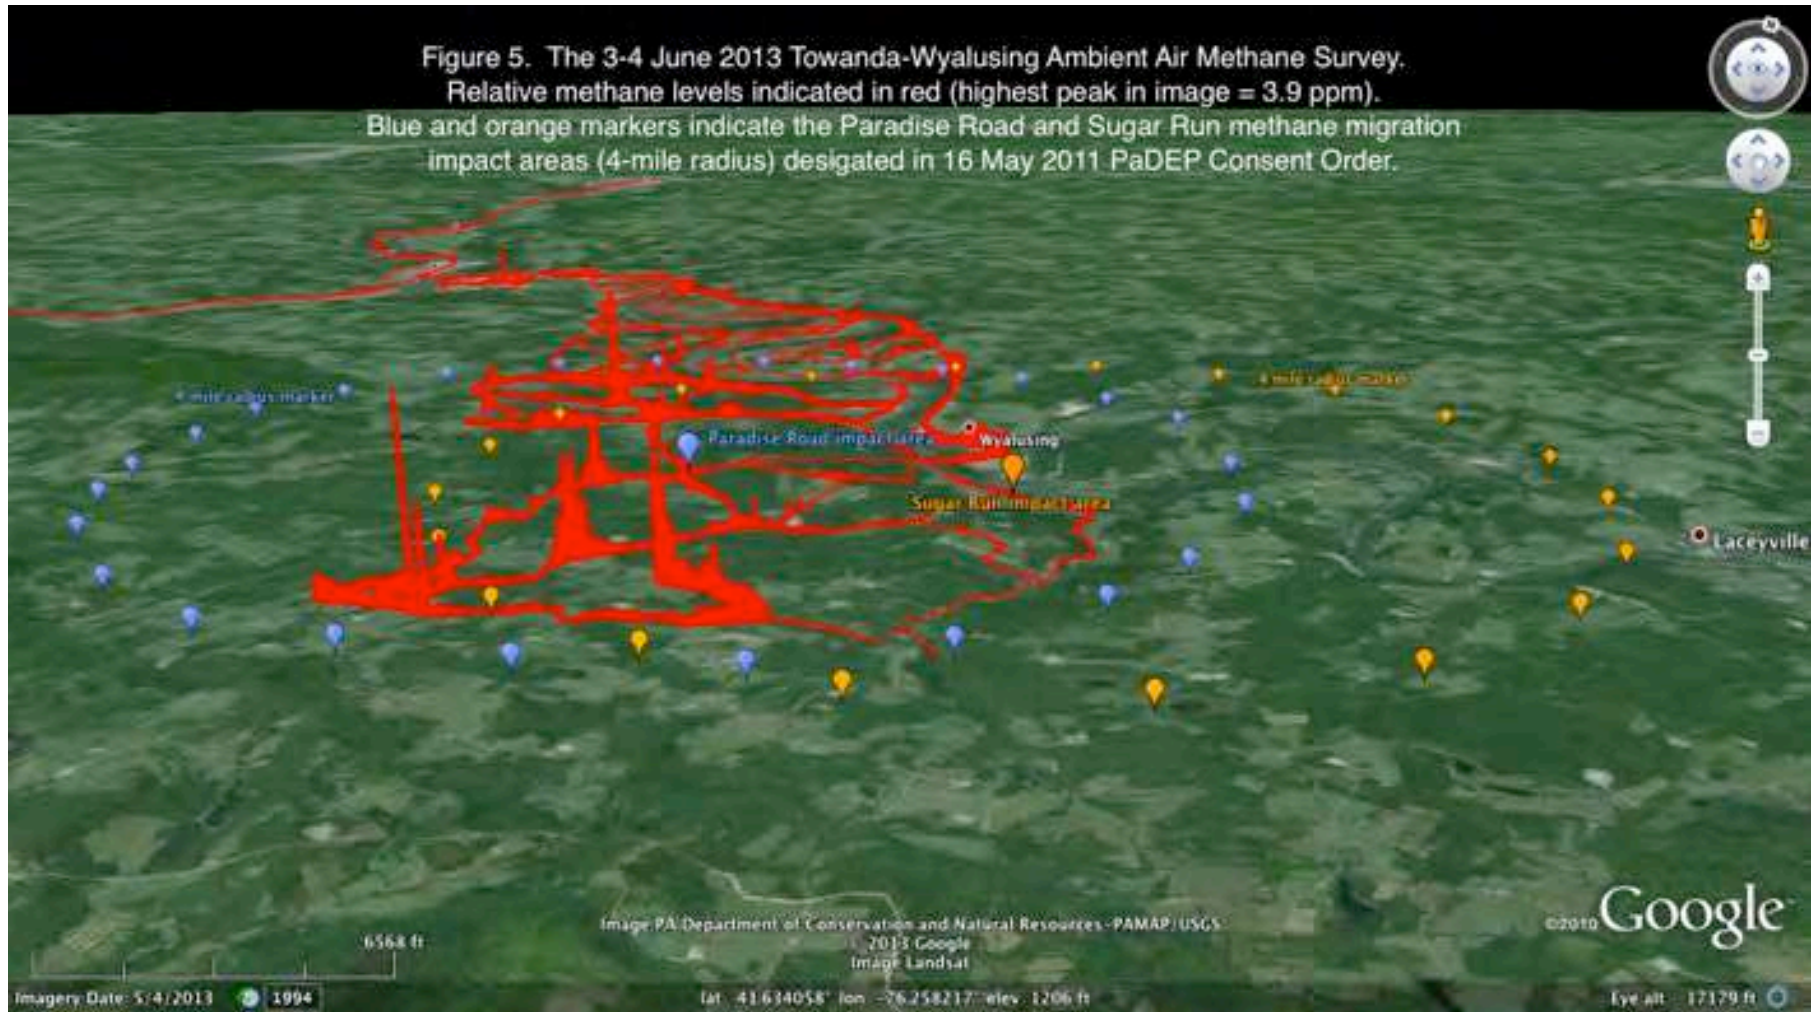 Figure 5. The 3-4 June 2013 Towanda-Wyalusing Ambient Air Methane Survey.
Relative methane levels indicated in red (highest peak in image = 3.9 ppm).
Blue and orange markers indicate the Paradise Road and Sugar Run methane migration
impact areas (4-mile radius) desigated in 16 May 2011 PaDEP Consent Order.
N
4 mile radius marker
4 mile radius marker
Paradise Road impact area
Wyalusing
Sugar Run impact area
Laceyville
Image PA Department of Conservation and Natural Resources-PAMAP/USGS
2013 Google
Image Landsat
©2010 Google
6568 ft
Imagery Date: 5/4/2013 1994
lat 41.634058° lon -76.258217° elev 1206 ft
Eye alt 17179 ft